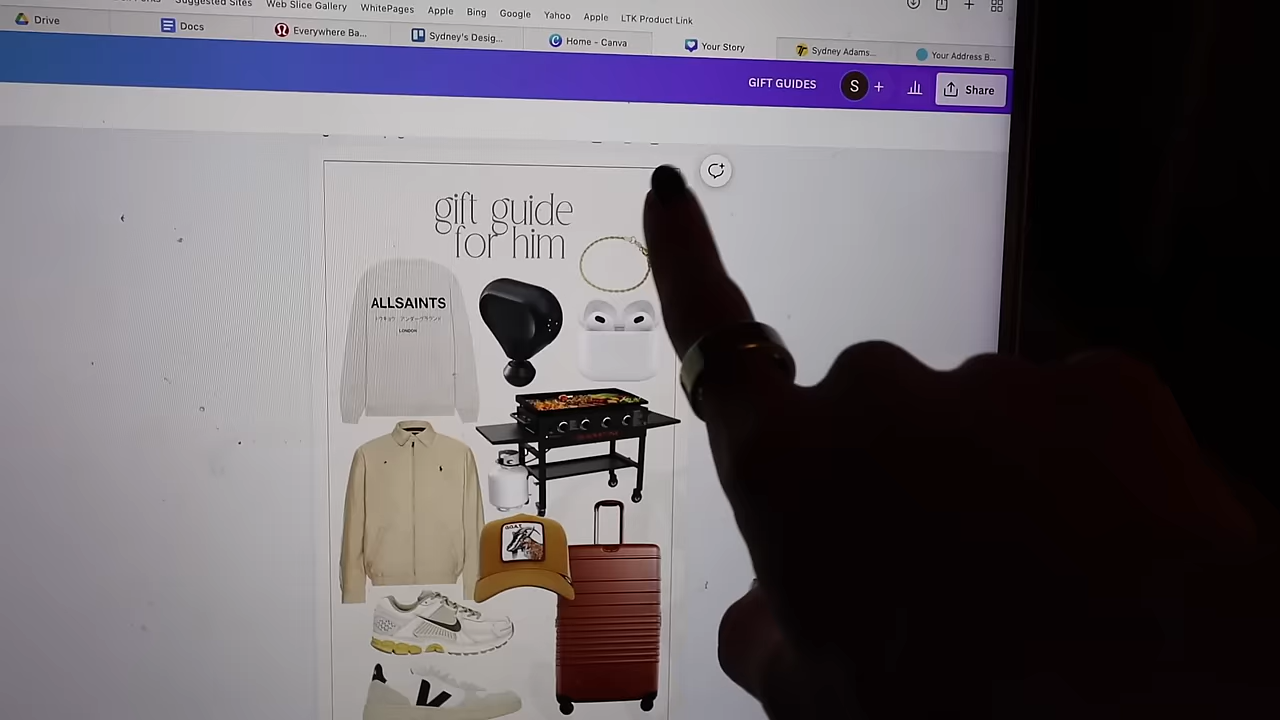 Suggested Sites
Web Slice Gallery
WhitePages
Apple
Bing
Google
Yahoo
Apple
LTK Product Link
Drive
Docs
Everywhere Ba...
Sydney's Desig...
Home - Canva
Your Story
Sydney Adams...
Your Address B...
GIFT GUIDES
S
Share
gift guide
for him
ALLSAINTS
LONDON
GOAT